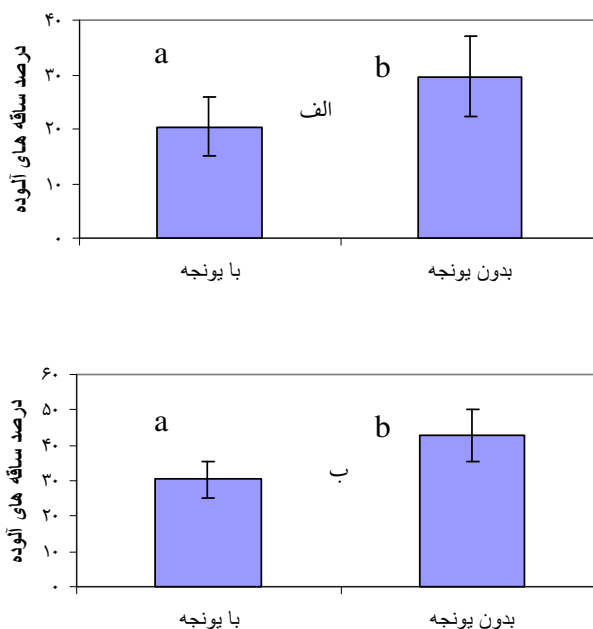 درصد ساقه های آلوده
۴۰
۳۰
۲۰
۱۰
۰
a
b
الف
با یونجه
بدون یونجه
درصد ساقه های آلوده
۶۰
۵۰
۴۰
۳۰
۲۰
۱۰
۰
a
b
ب
با یونجه
بدون یونجه